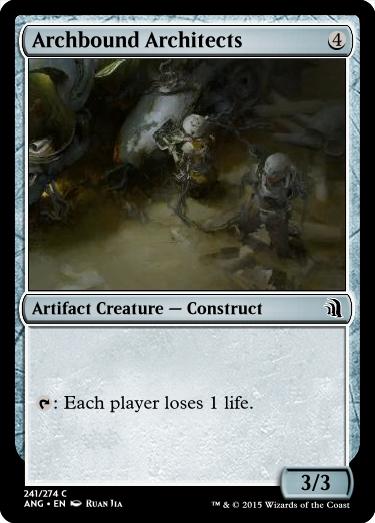 Archbound Architects 4
Artifact Creature — Construct
: Each player loses 1 life.
3/3
241/274 C
ANG • EN Ruan Jia
™ & © 2015 Wizards of the Coast